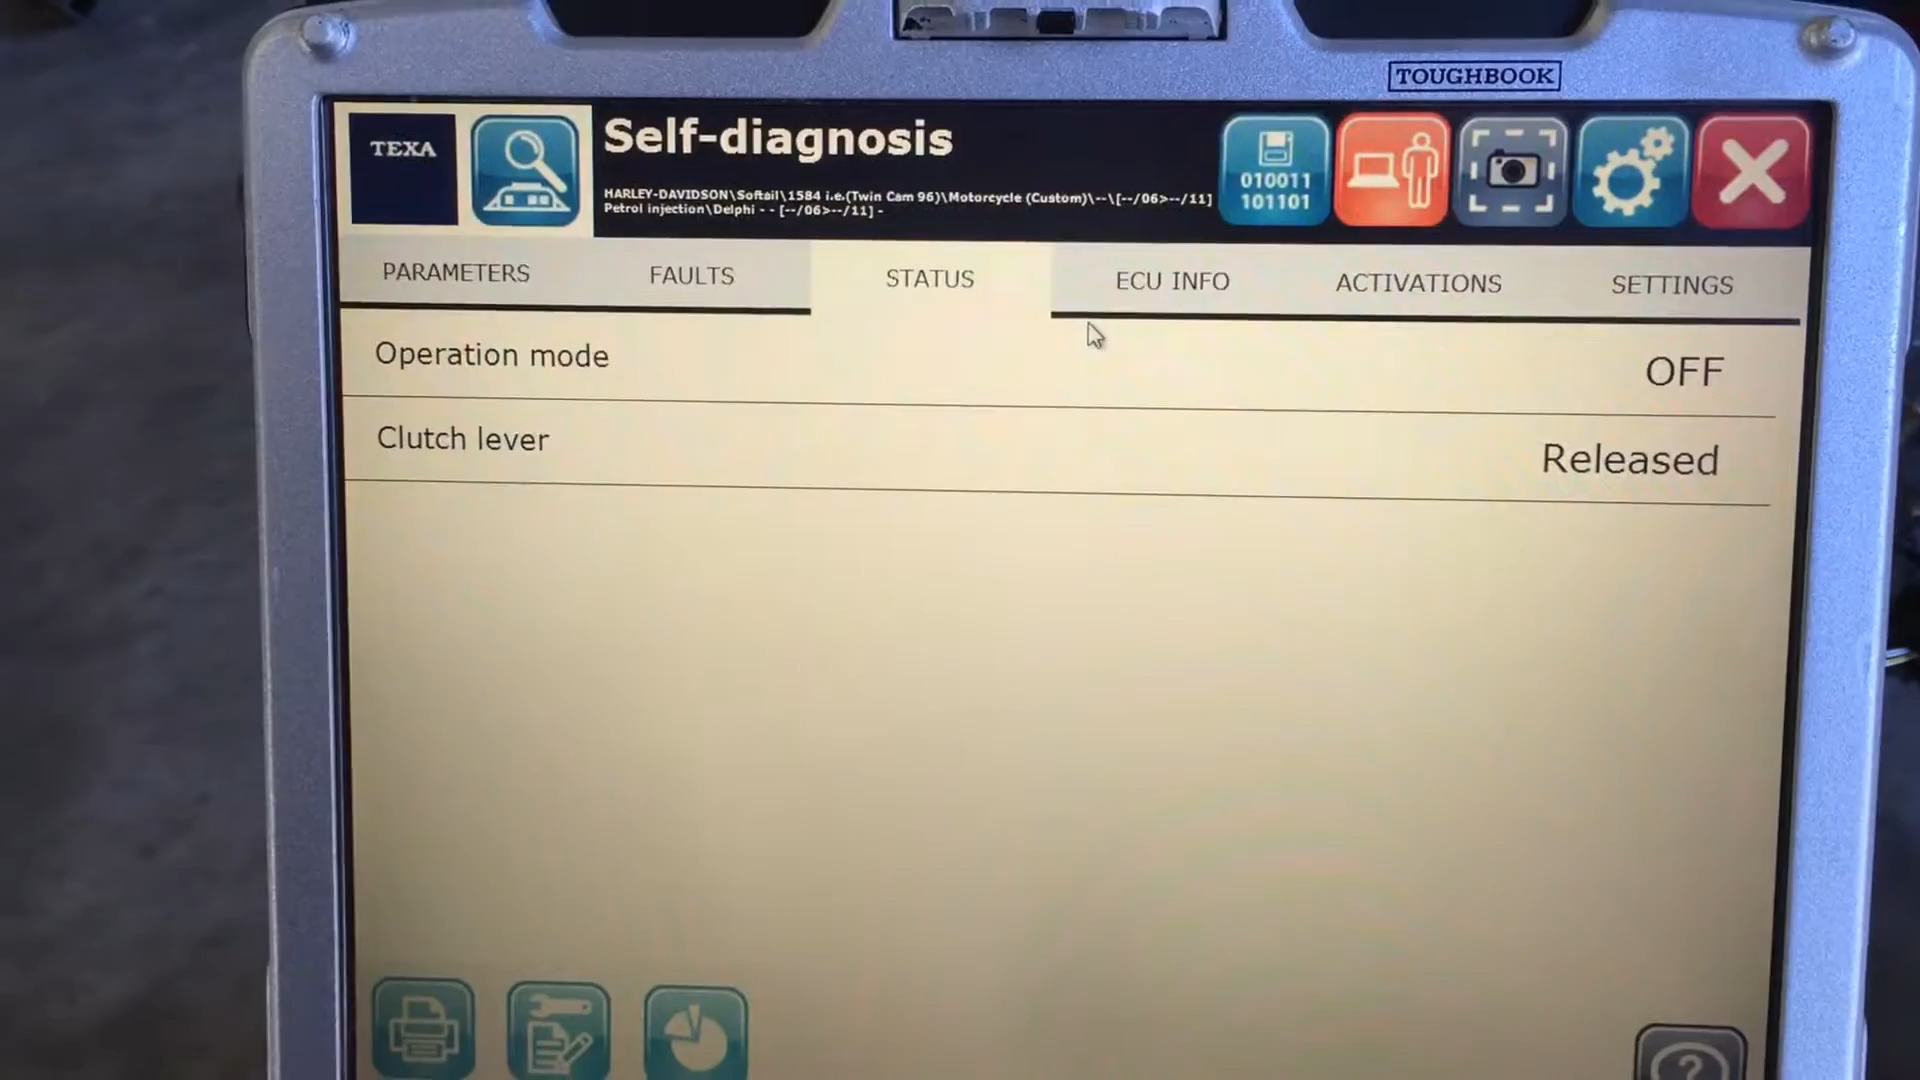 TOUGHBOOK
TEXA
Self-diagnosis
HARLEY-DAVIDSON\Softail\1584 i.e.(Twin Cam 96)\Motorcycle (Custom)\--\[--/06>--/11]
Petrol injection\Delphi - - [--/06>--/11] -
010011
101101
PARAMETERS FAULTS STATUS ECU INFO ACTIVATIONS SETTINGS
Operation mode OFF
Clutch lever Released
?